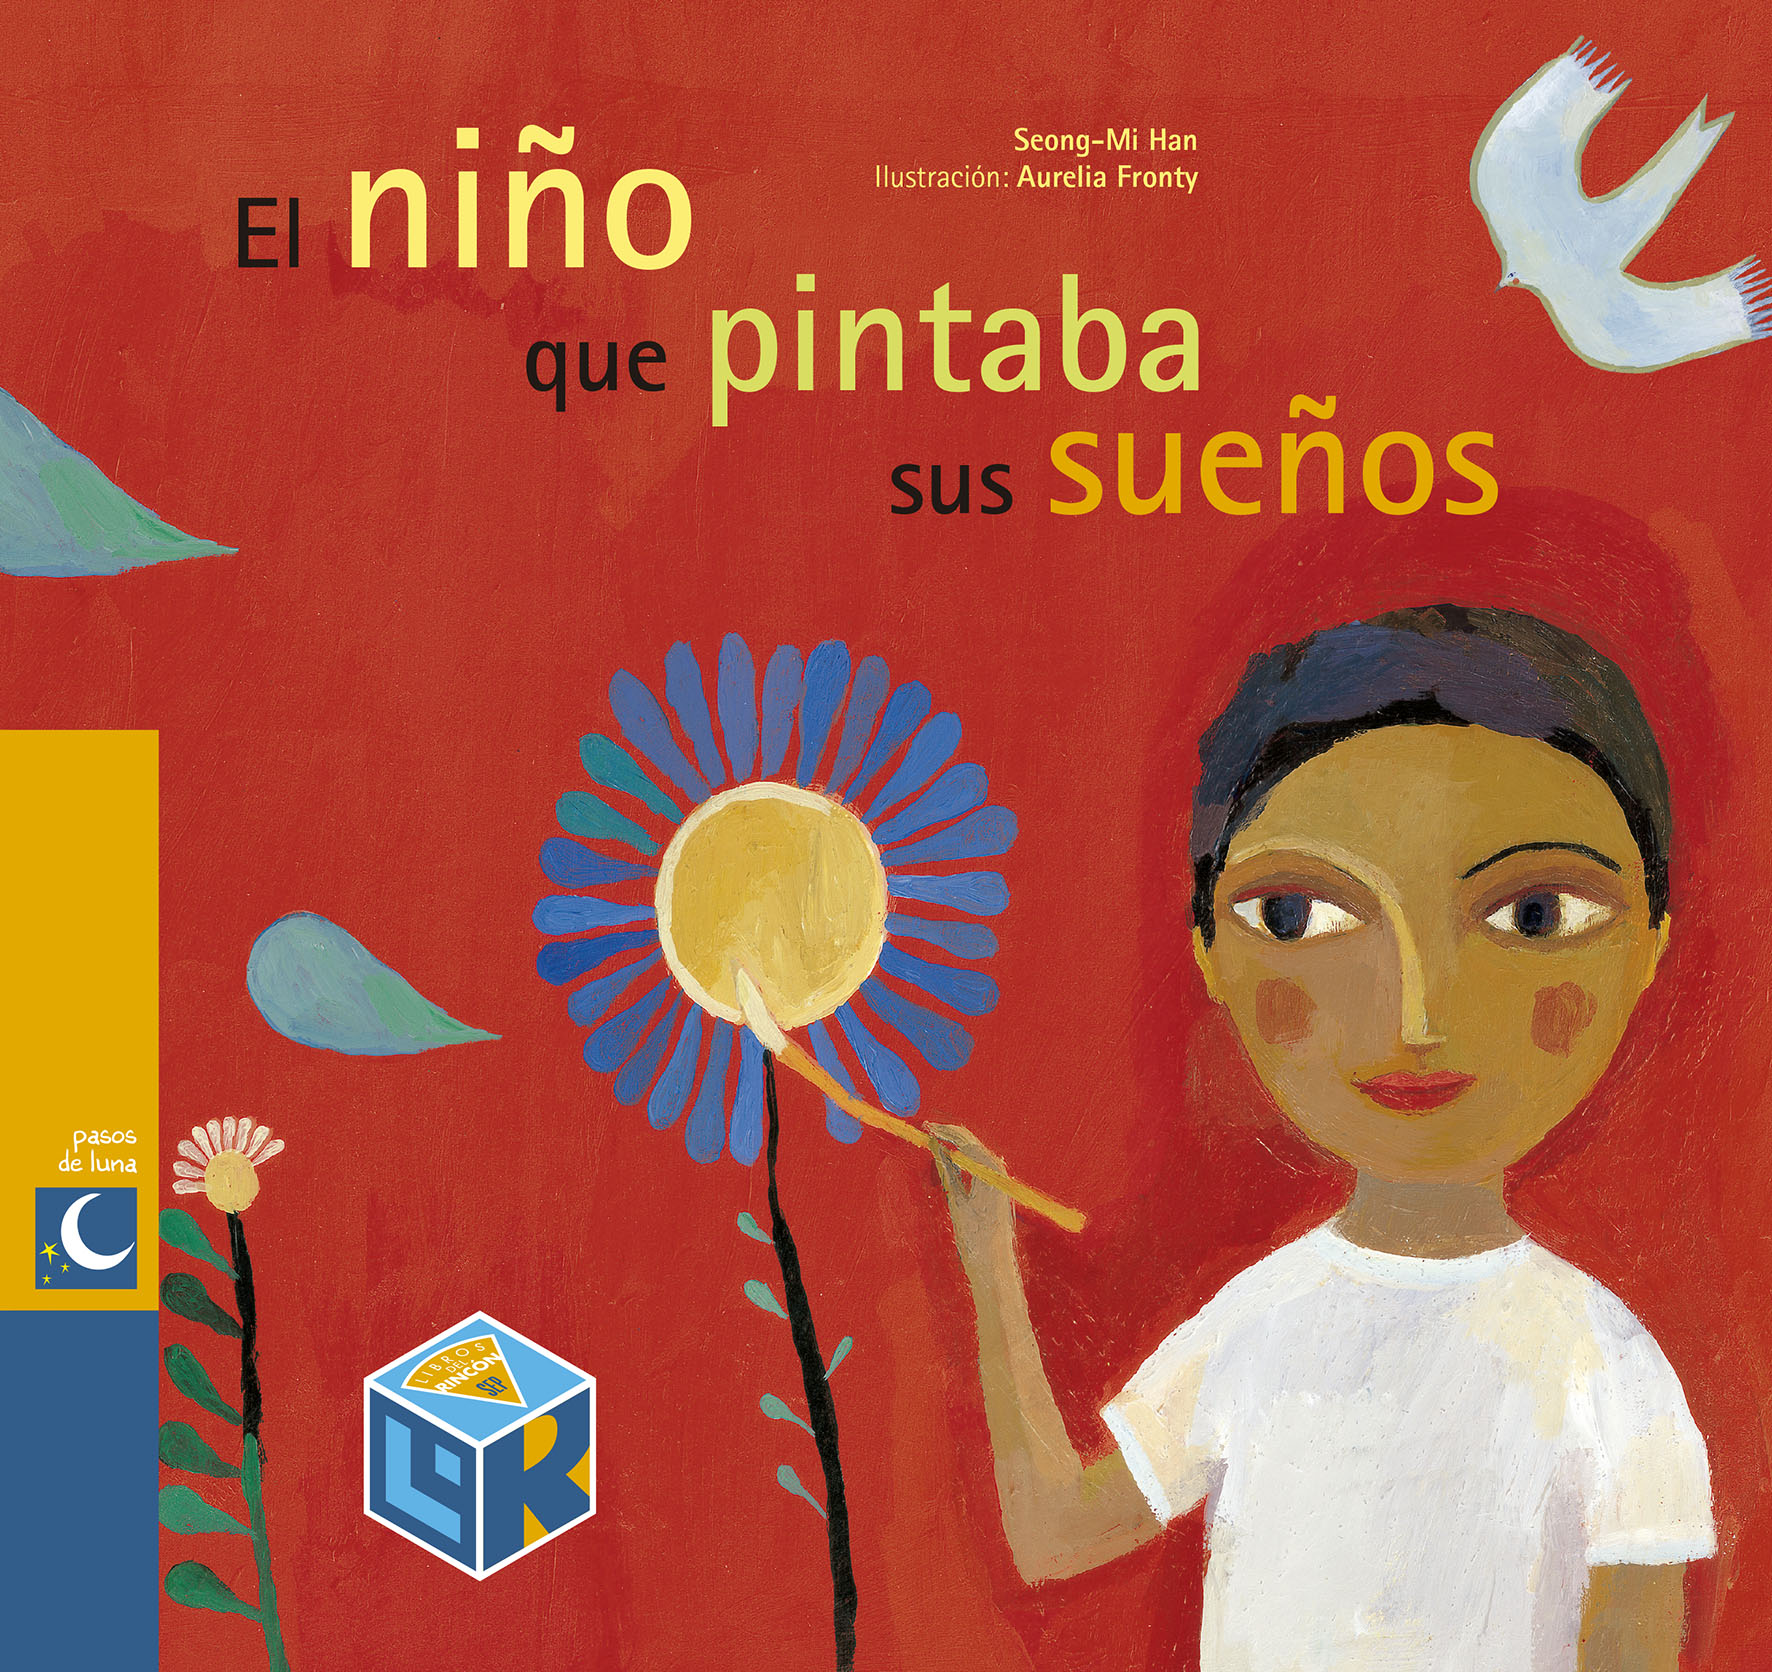 Seong-Mi Han
Ilustración: Aurelia Fronty
El niño
que pintaba
sus sueños
pasos
de luna
LIBROS
DEL
RINCÓN
SEP
LR